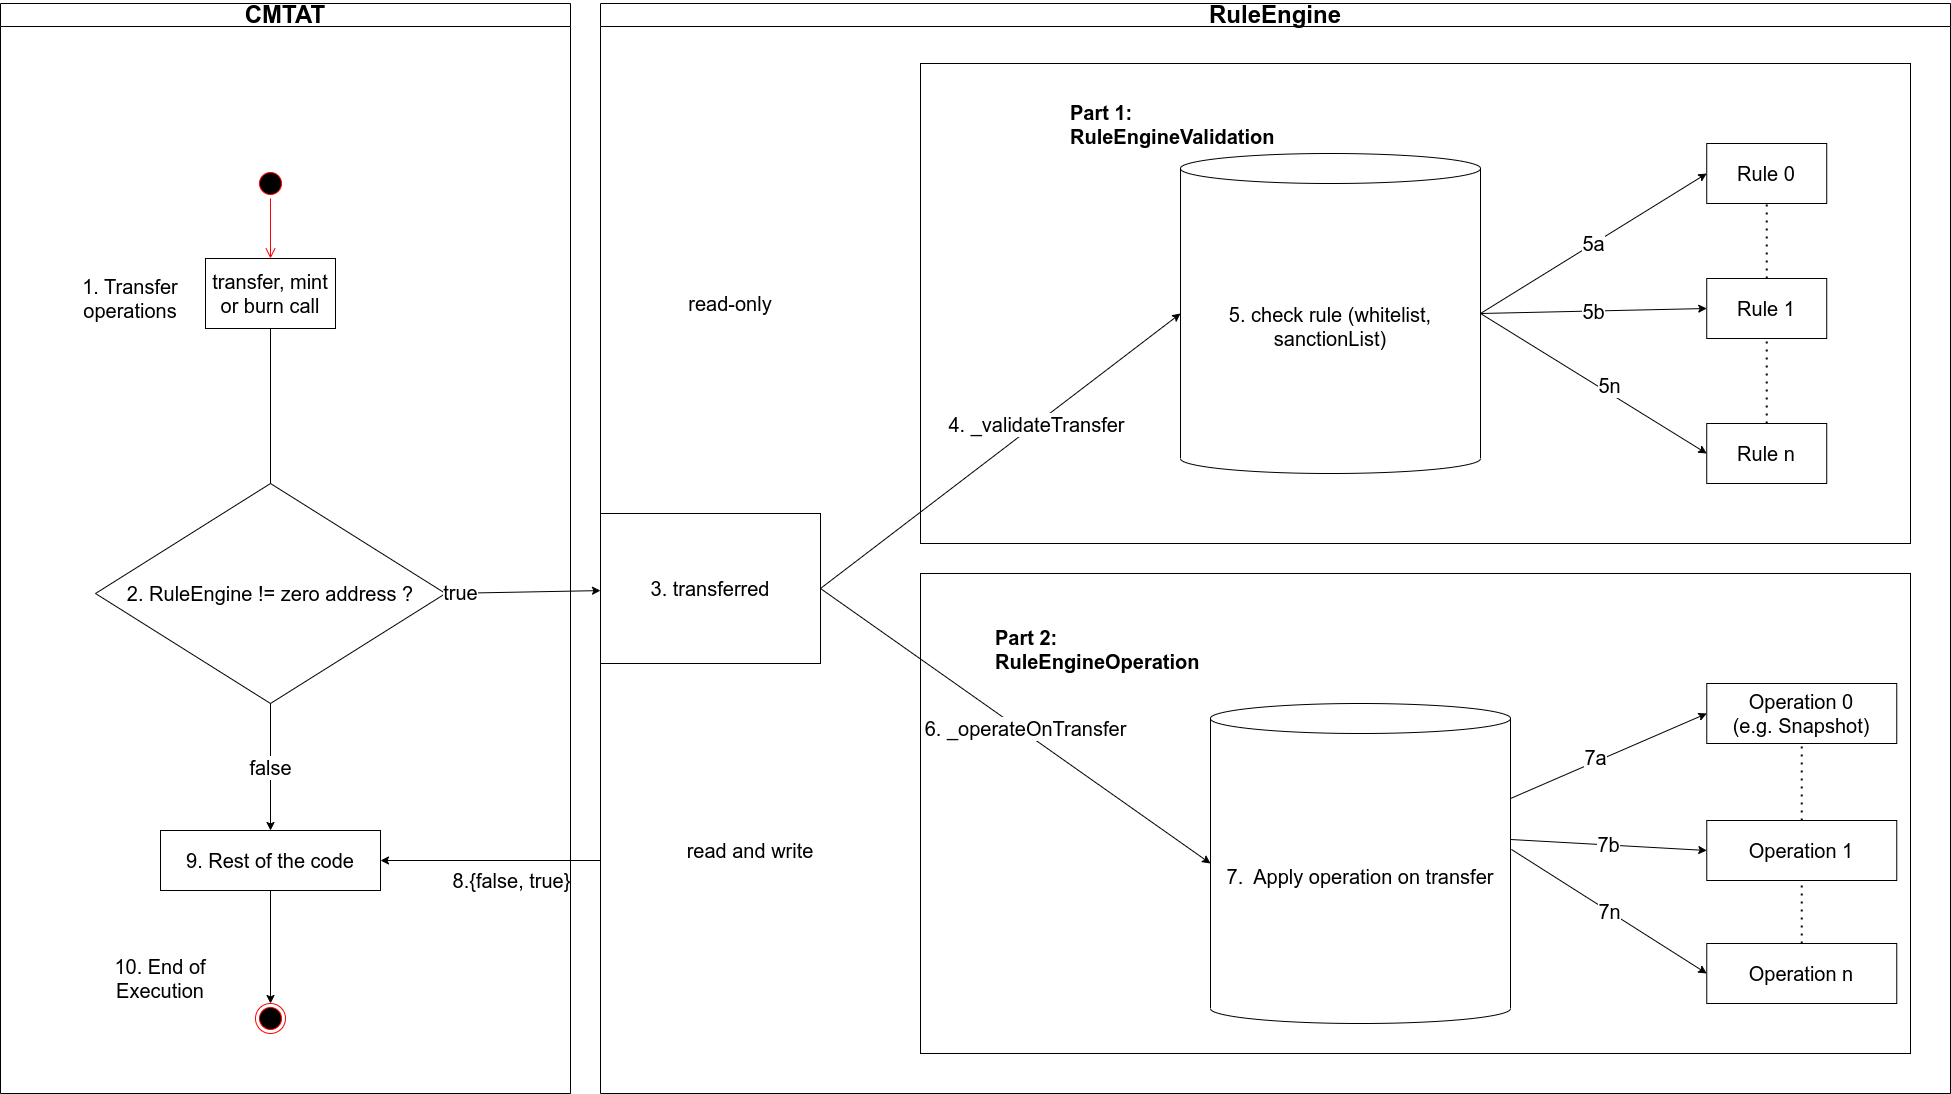 CMTAT
1. Transfer
operations
transfer, mint
or burn call
2. RuleEngine != zero address ?
true
false
9. Rest of the code
8.{false, true}
10. End of
Execution
RuleEngine
read-only
3. transferred
read and write
Part 1:
RuleEngineValidation
4. _validateTransfer
5. check rule (whitelist,
sanctionList)
5a
5b
5n
Rule 0
Rule 1
Rule n
Part 2:
RuleEngineOperation
6. _operateOnTransfer
7.  Apply operation on transfer
7a
7b
7n
Operation 0
(e.g. Snapshot)
Operation 1
Operation n